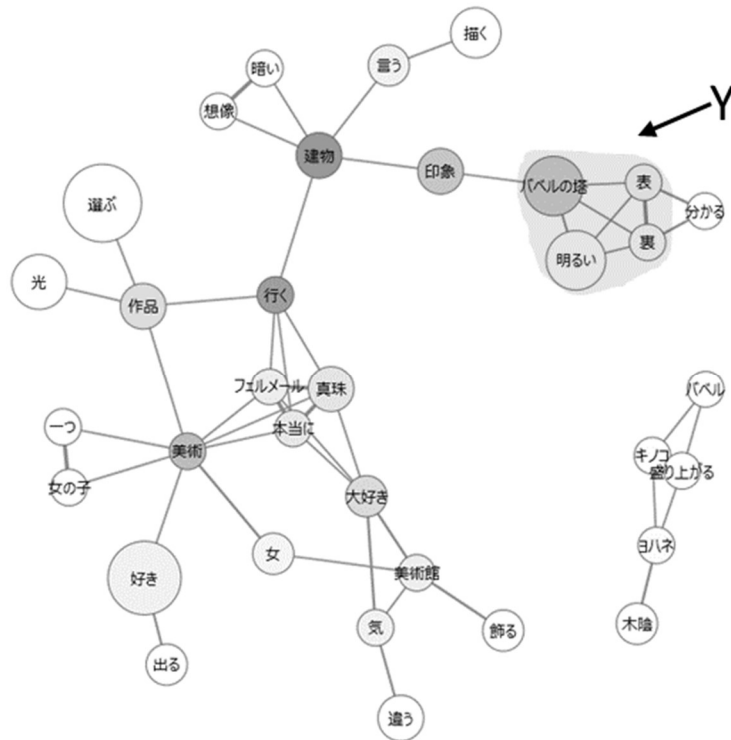 描く
言う
暗い
想像
建物
印象
Y
バベルの塔
表
分かる
裏
明るい
選ぶ
光
作品
行く
フェルメール
真珠
本当に
一つ
女の子
美術
大好き
バベル
キノコ
盛り上がる
ヨハネ
木陰
女
美術館
好き
気
飾る
出る
違う